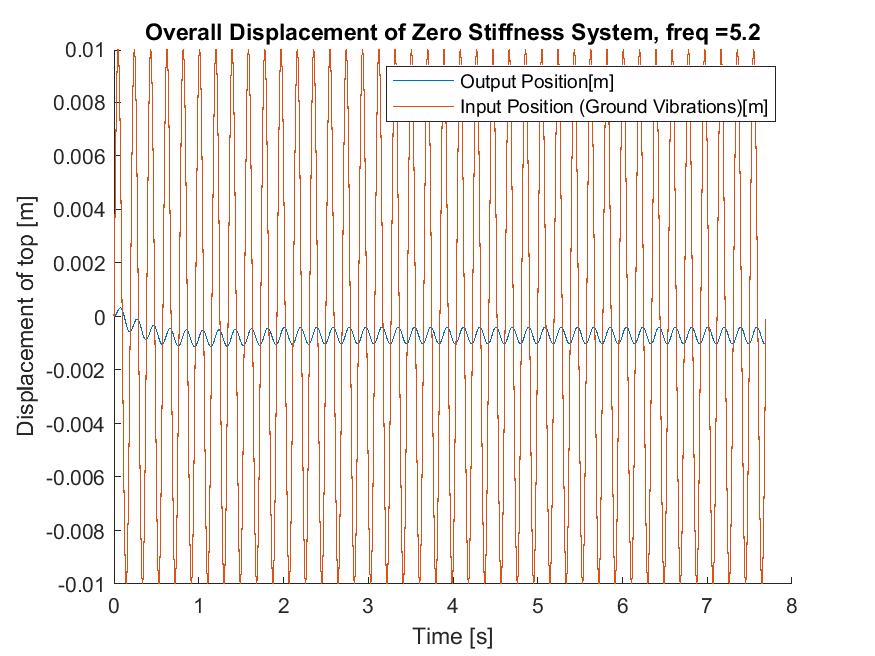 Overall Displacement of Zero Stiffness System, freq =5.2
0.01
0.008
0.006
0.004
0.002
0
-0.002
-0.004
-0.006
-0.008
-0.01
Displacement of top [m]
Output Position[m]
Input Position (Ground Vibrations)[m]
0 1 2 3 4 5 6 7 8
Time [s]